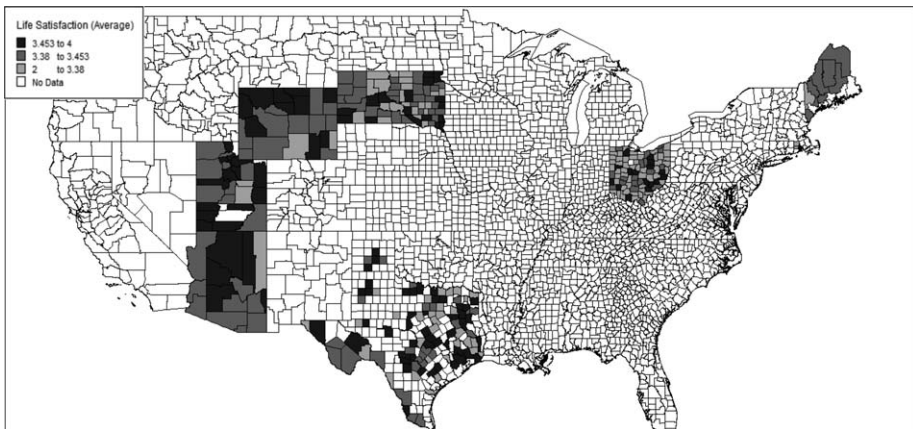 Life Satisfaction (Average)
3.453 to 4
3.38 to 3.453
2 to 3.38
No Data